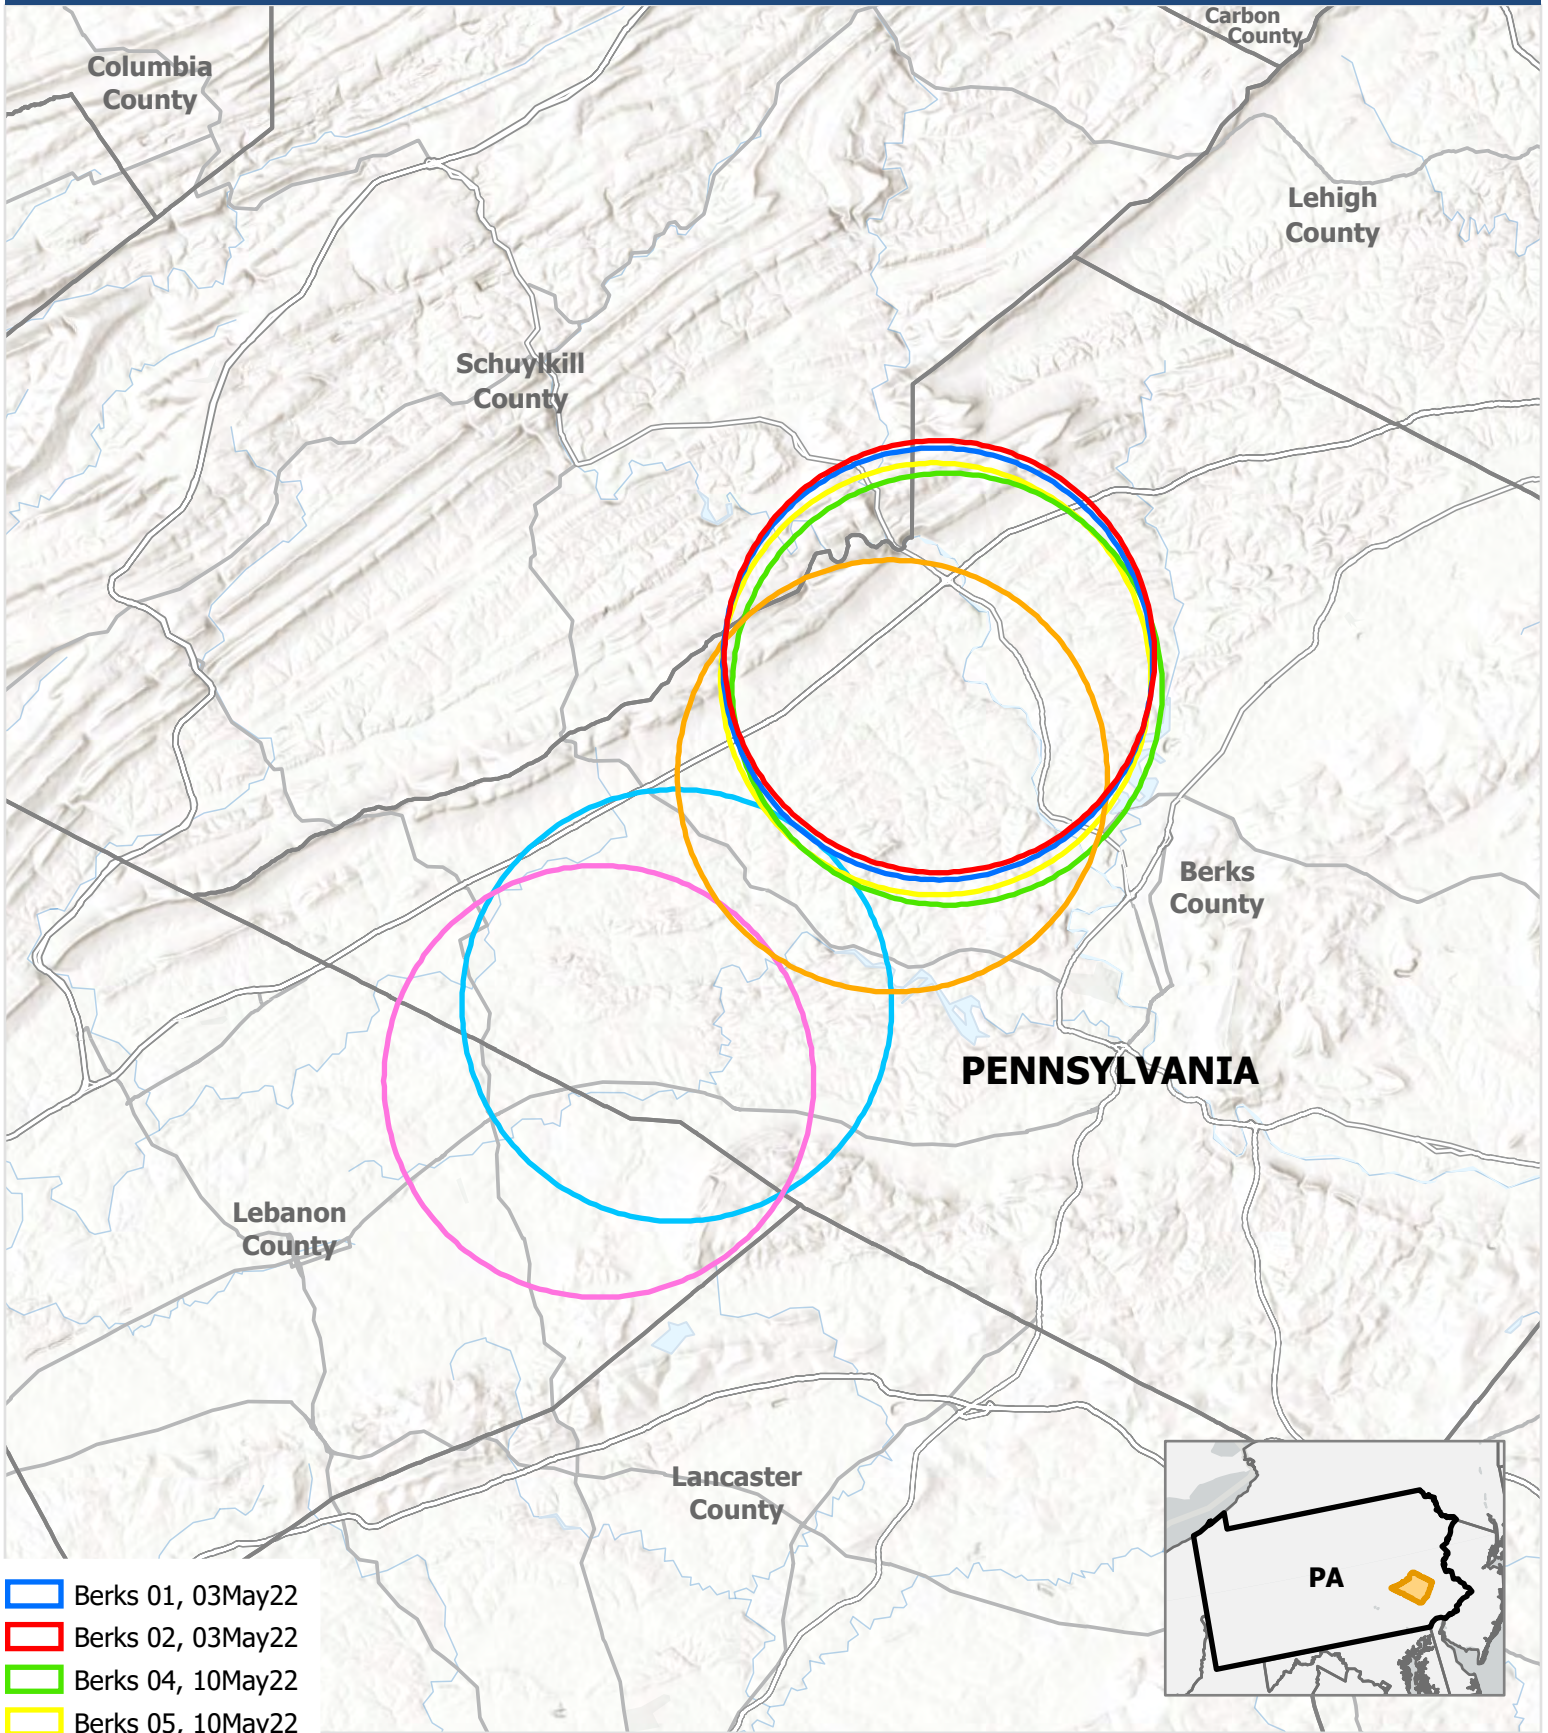 Carbon
County
Columbia
County
Lehigh
County
Schuylkill
County
Berks
County
PENNSYLVANIA
Lebanon
County
Lancaster
County
PA
Berks 01, 03May22
Berks 02, 03May22
Berks 04, 10May22
Berks 05, 10May22